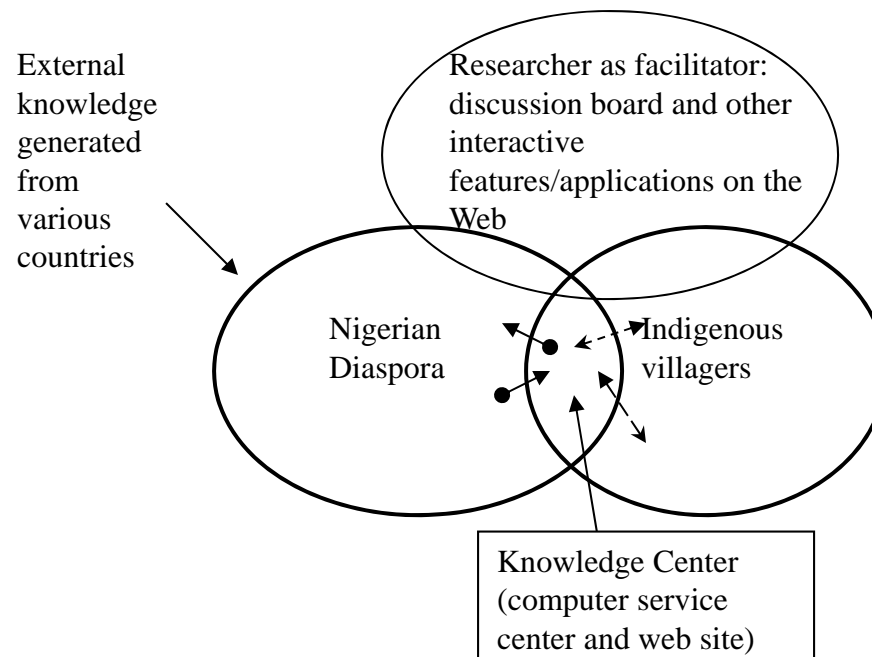 External
knowledge
generated
from
various
countries
Researcher as facilitator:
discussion board and other
interactive
features/applications on the
Web
Nigerian
Diaspora
Indigenous
villagers
Knowledge Center
(computer service
center and web site)